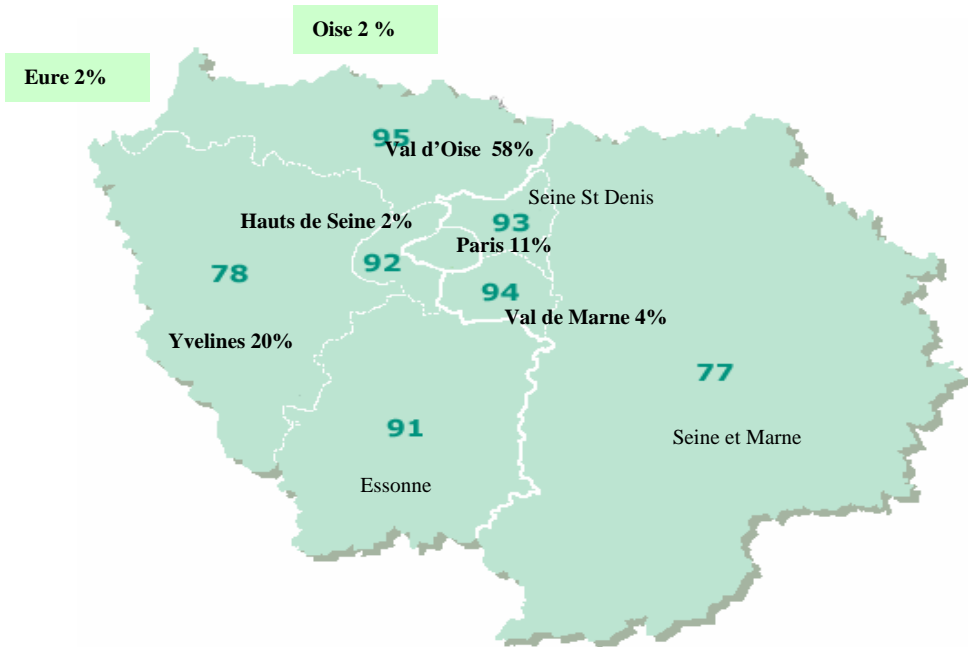 Oise 2 %
Eure 2%
95
Val d’Oise 58%
Seine St Denis
Hauts de Seine 2%
93
Paris 11%
92
78
94
Val de Marne 4%
Yvelines 20%
77
91
Seine et Marne
Essonne